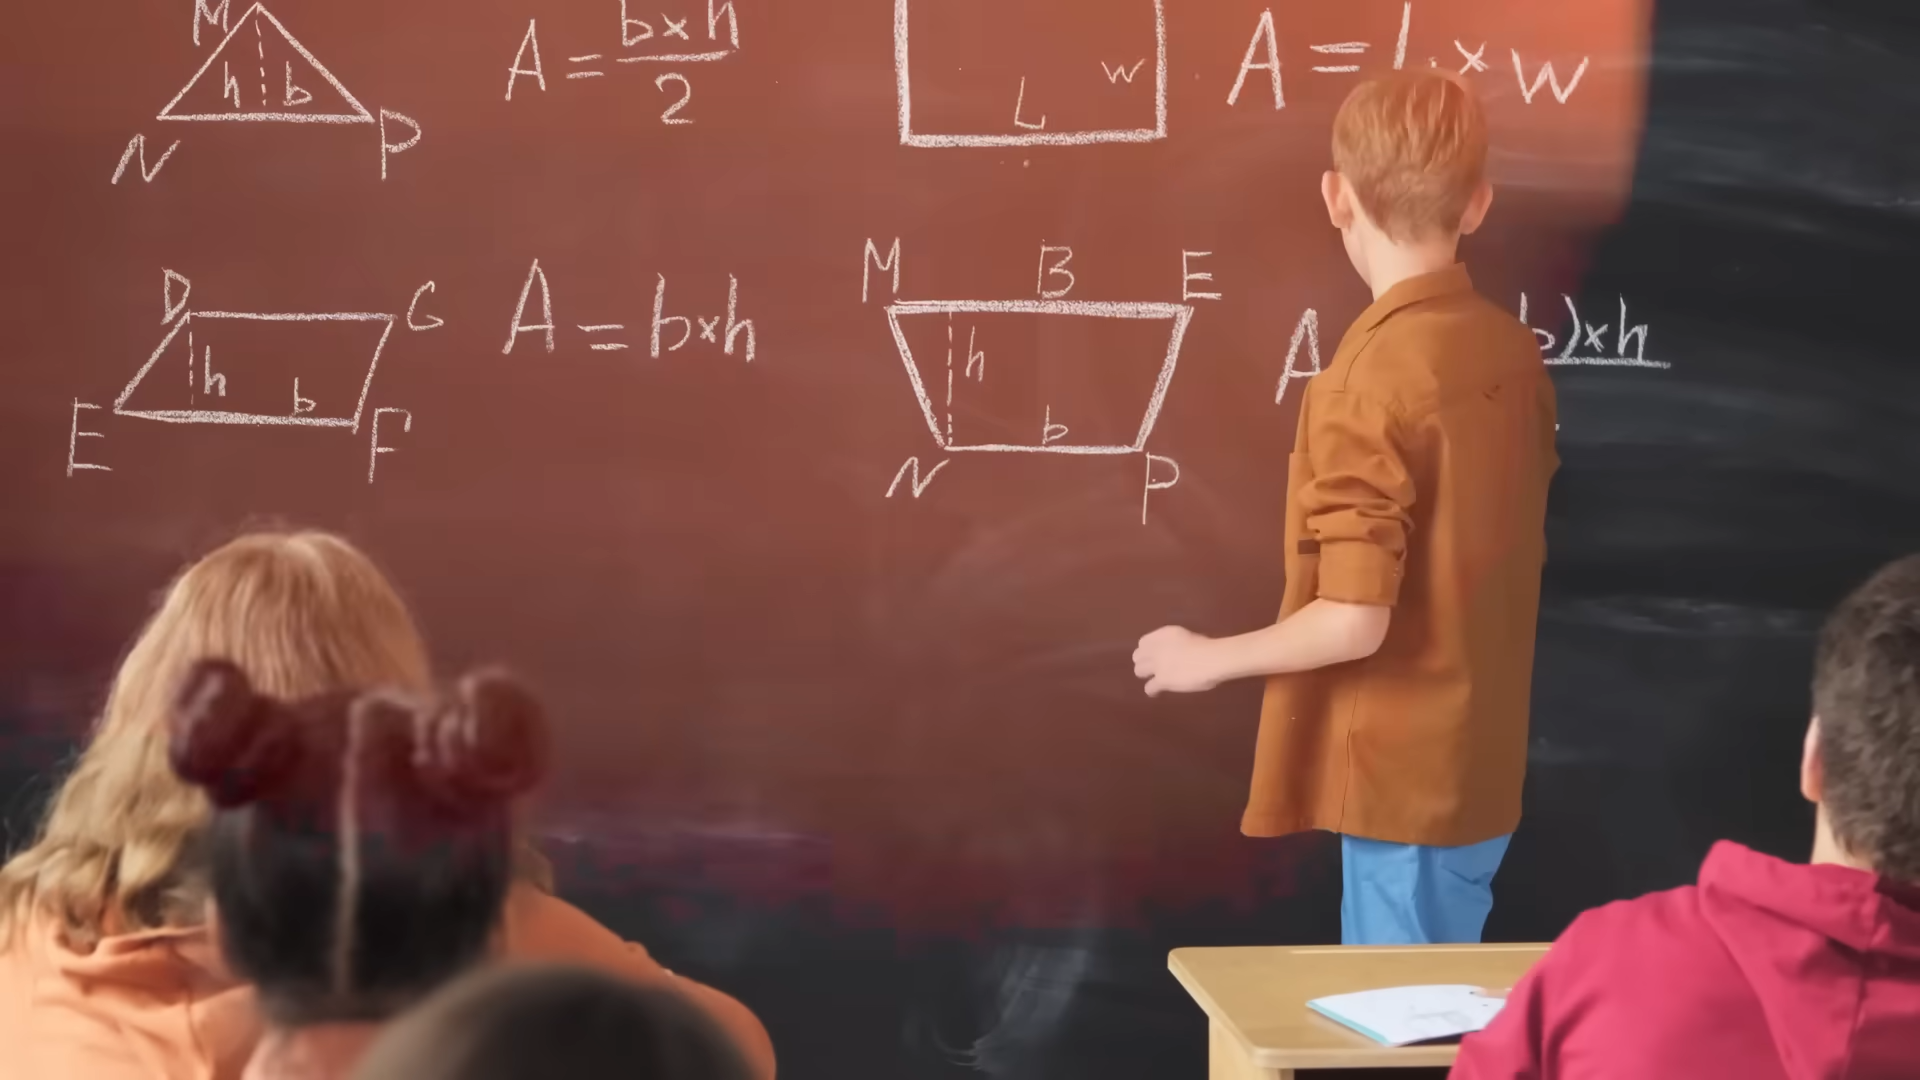 M
h b
N P
A = b×h
2
w
L
A = L × w
D G
h
b
E F
A = b×h
M B E
h
b
N P
A b)×h